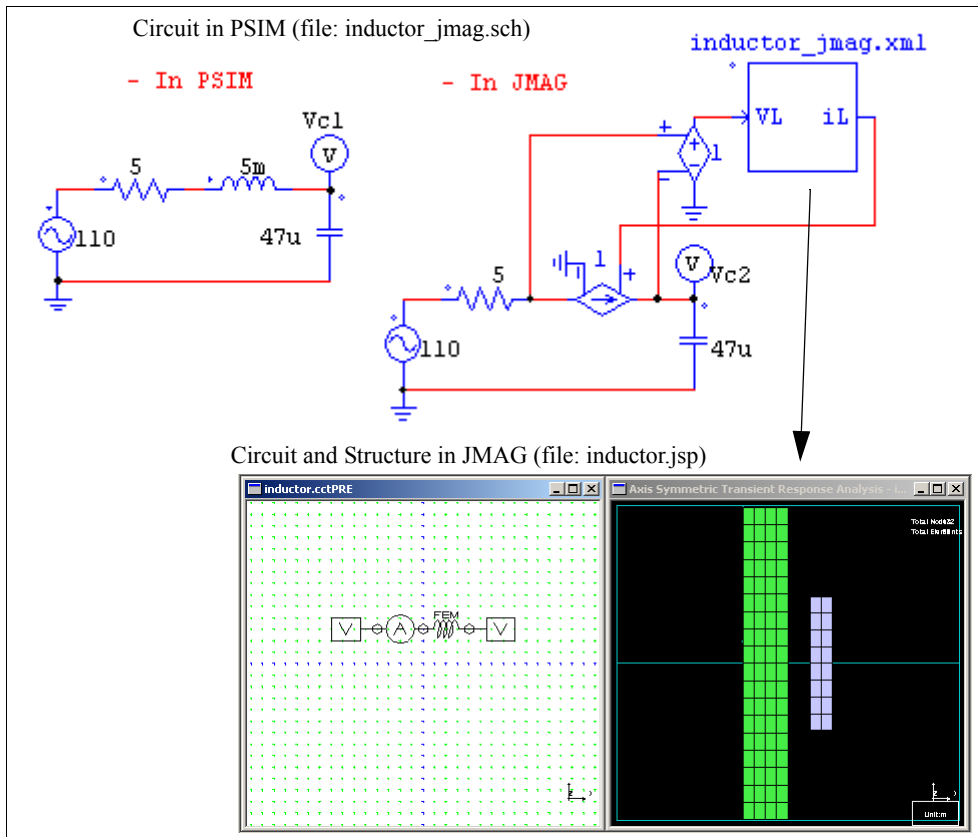 Circuit in PSIM (file: inductor_jmag.sch)
inductor_jmag.xml
- In PSIM
- In JMAG
VL
iL
Vc1
V
5
5m
1
110
47u
1
V
Vc2
5
110
47u
Circuit and Structure in JMAG (file: inductor.jsp)
inductor.cctPRE
Axis Symmetric Transient Response Analysis - I...
FEM
V
A
V
Total
Total
Unit:m